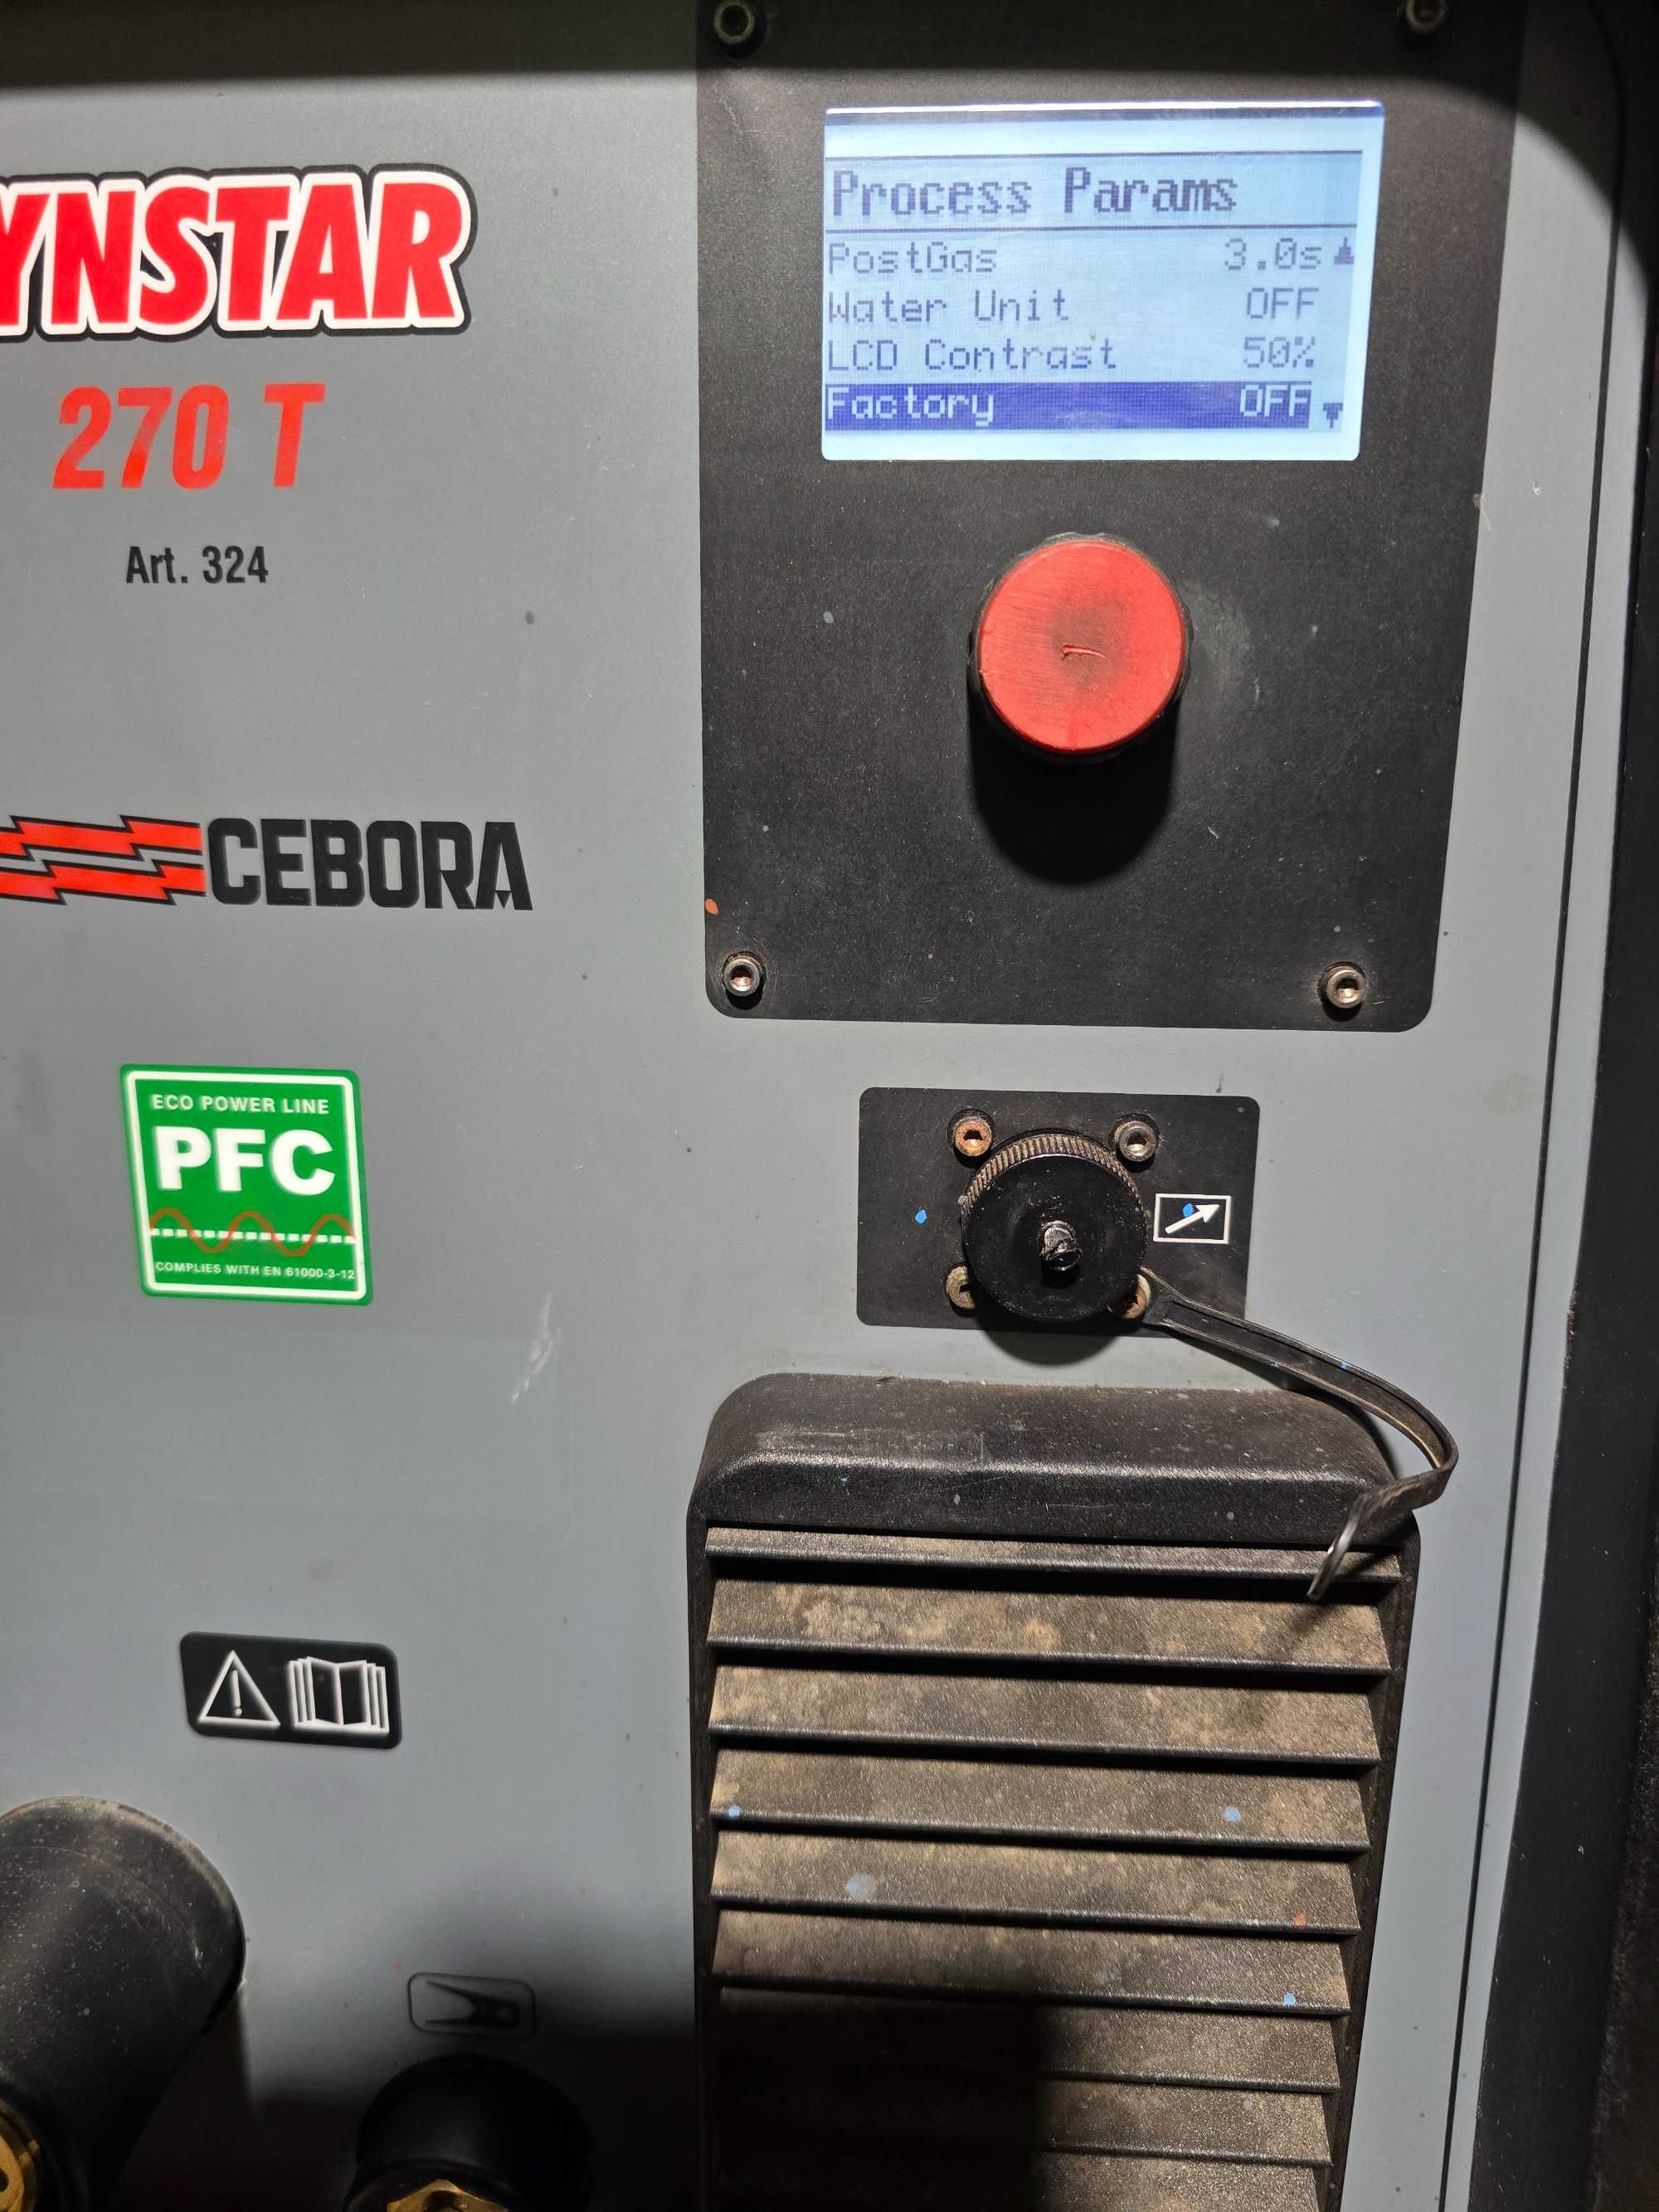 Process Params
PostGas 3.0s
Water Unit OFF
LCD Contrast 50%
Factory OFF
YNSTAR
270 T
Art. 324
CEBORA
ECO POWER LINE
PFC
COMPLIES WITH EN 61000-3-12